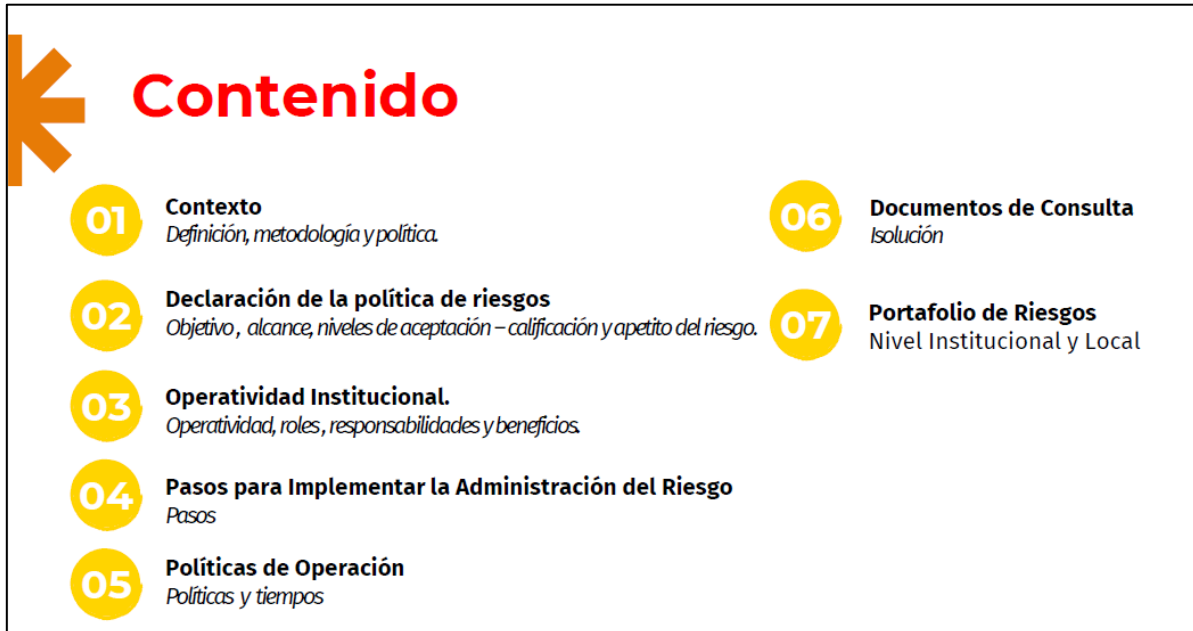 Contenido
01
Contexto
Definición, metodología y política.
02
Declaración de la política de riesgos
Objetivo , alcance, niveles de aceptación – calificación y apetito del riesgo.
03
Operatividad Institucional.
Operatividad, roles , responsabilidades y beneficios.
04
Pasos para Implementar la Administración del Riesgo
Pasos
05
Políticas de Operación
Políticas y tiempos
06
Documentos de Consulta
Isolución
07
Portafolio de Riesgos
Nivel Institucional y Local